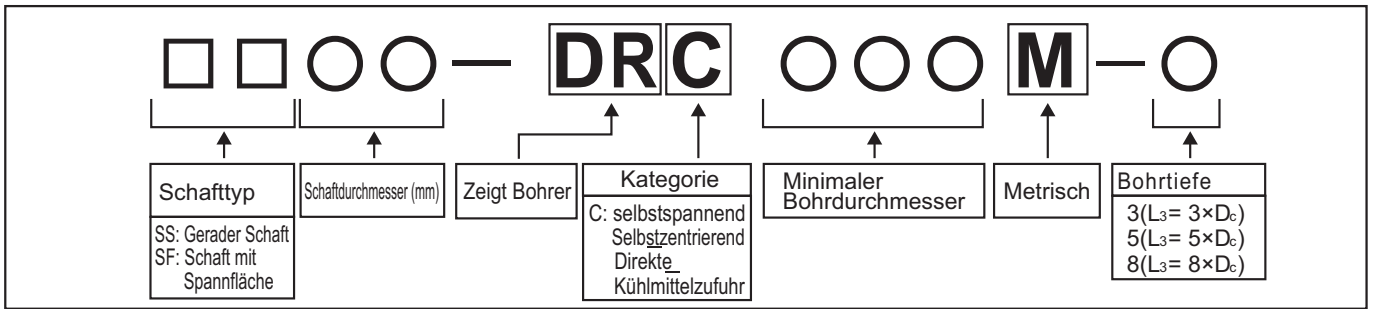 □ □ ○ ○ — DR C ○ ○ ○ M — ○
Schafttyp
SS: Gerader Schaft
SF: Schaft mit
Spannfläche
Schaftdurchmesser (mm)
Zeigt Bohrer
Kategorie
C: selbstspannend
Selbstzentrierend
Direkte
Kühlmittelzufuhr
Minimaler
Bohrdurchmesser
Metrisch
Bohrtiefe
3(L₃= 3×Dc)
5(L₃= 5×Dc)
8(L₃= 8×Dc)